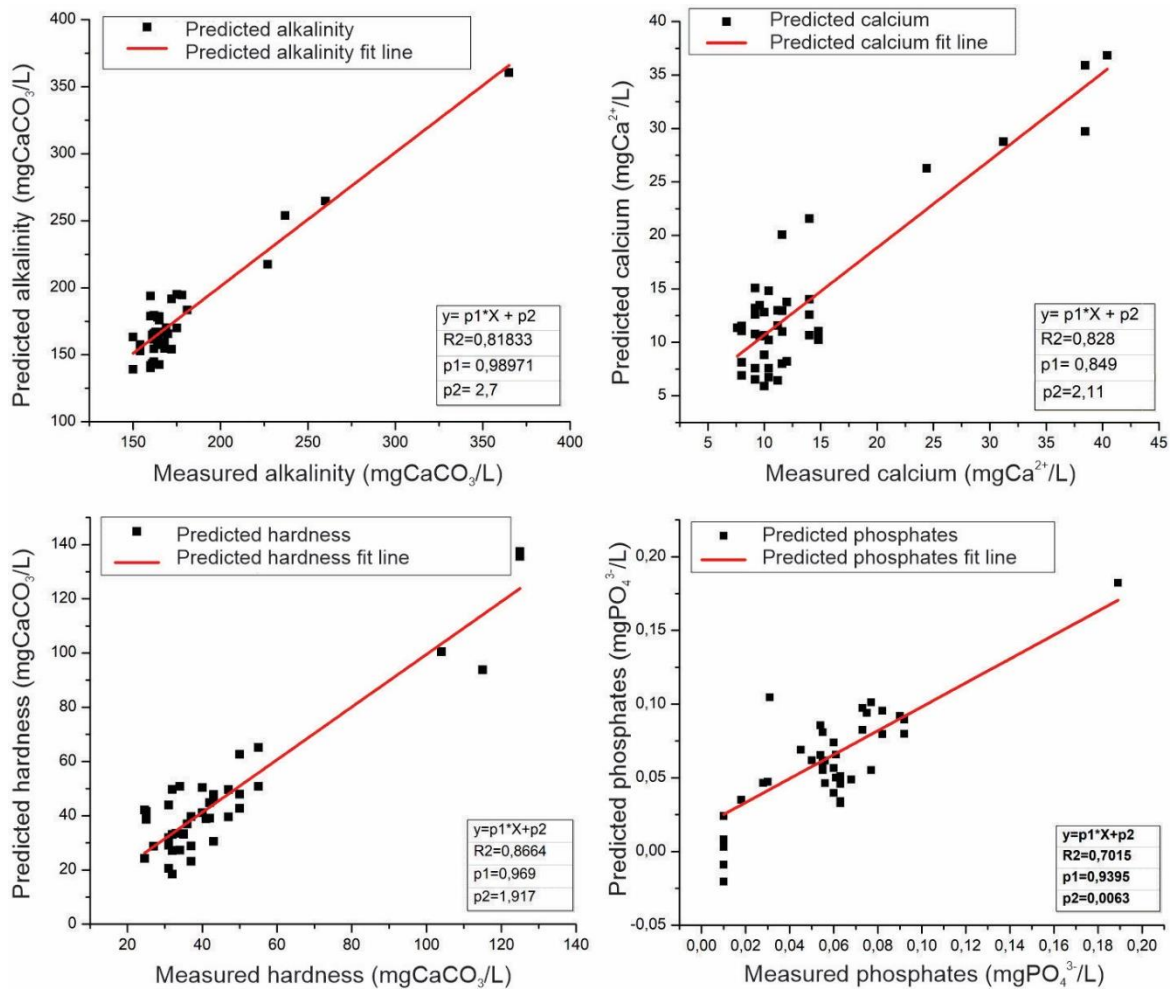 Predicted alkalinity
Predicted alkalinity fit line
Predicted alkalinity (mgCaCO₃/L)
400
350
300
250
200
150
100
y= p1*X + p2
R2=0,81833
p1= 0,98971
p2= 2,7
150 200 250 300 350 400
Measured alkalinity (mgCaCO₃/L)
Predicted calcium
Predicted calcium fit line
Predicted calcium (mgCa²⁺/L)
40
35
30
25
20
15
10
5
y= p1*X + p2
R2=0,828
p1= 0,849
p2=2,11
5 10 15 20 25 30 35 40 45
Measured calcium (mgCa²⁺/L)
Predicted hardness
Predicted hardness fit line
Predicted hardness (mgCaCO₃/L)
140
120
100
80
60
40
20
0
y=p1*X+p2
R2=0,8664
p1=0,969
p2=1,917
20 40 60 80 100 120 140
Measured hardness (mgCaCO₃/L)
Predicted phosphates
Predicted phosphates fit line
Predicted phosphates (mgPO₄³⁻/L)
0,20
0,15
0,10
0,05
0,00
-0,05
y=p1*X+p2
R2=0,7015
p1=0,9395
p2=0,0063
0,00 0,02 0,04 0,06 0,08 0,10 0,12 0,14 0,16 0,18 0,20
Measured phosphates (mgPO₄³⁻/L)